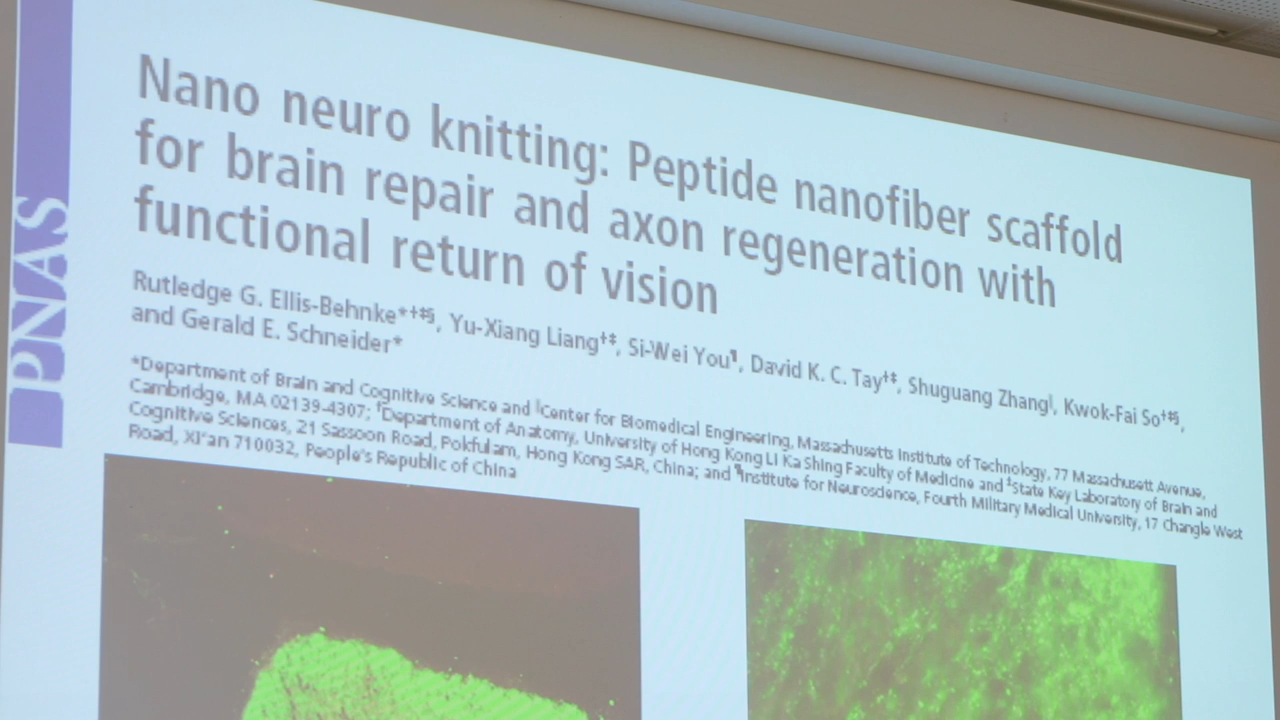 PNAS
Nano neuro knitting: Peptide nanofiber scaffold
for brain repair and axon regeneration with
functional return of vision
Rutledge G. Ellis-Behnke*†‡§, Yu-Xiang Liang†‡, Si-Wei You¶, David K. C. Tay†‡, Shuguang Zhang‖, Kwok-Fai So†‡§,
and Gerald E. Schneider*
*Department of Brain and Cognitive Science and ‖Center for Biomedical Engineering, Massachusetts Institute of Technology, 77 Massachusett Avenue,
Cambridge, MA 02139-4307; †Department of Anatomy, University of Hong Kong Li Ka Shing Faculty of Medicine and ‡State Key Laboratory of Brain and
Cognitive Sciences, 21 Sassoon Road, Pokfulam, Hong Kong SAR, China; and ¶Institute for Neuroscience, Fourth Military Medical University, 17 Changle West
Road, Xi'an 710032, People's Republic of China